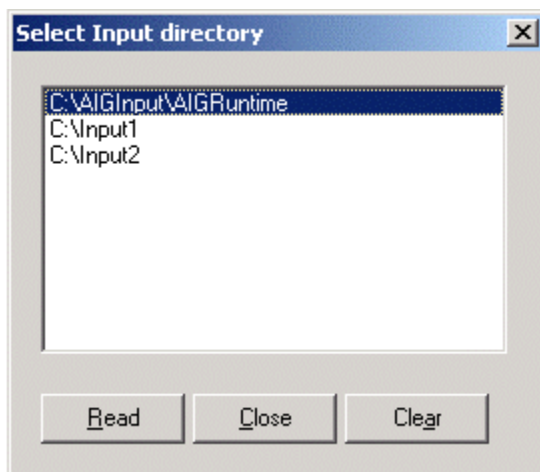 Select Input directory
C:\AIGInput\AIGRuntime
C:\Input1
C:\Input2
Read
Close
Clear